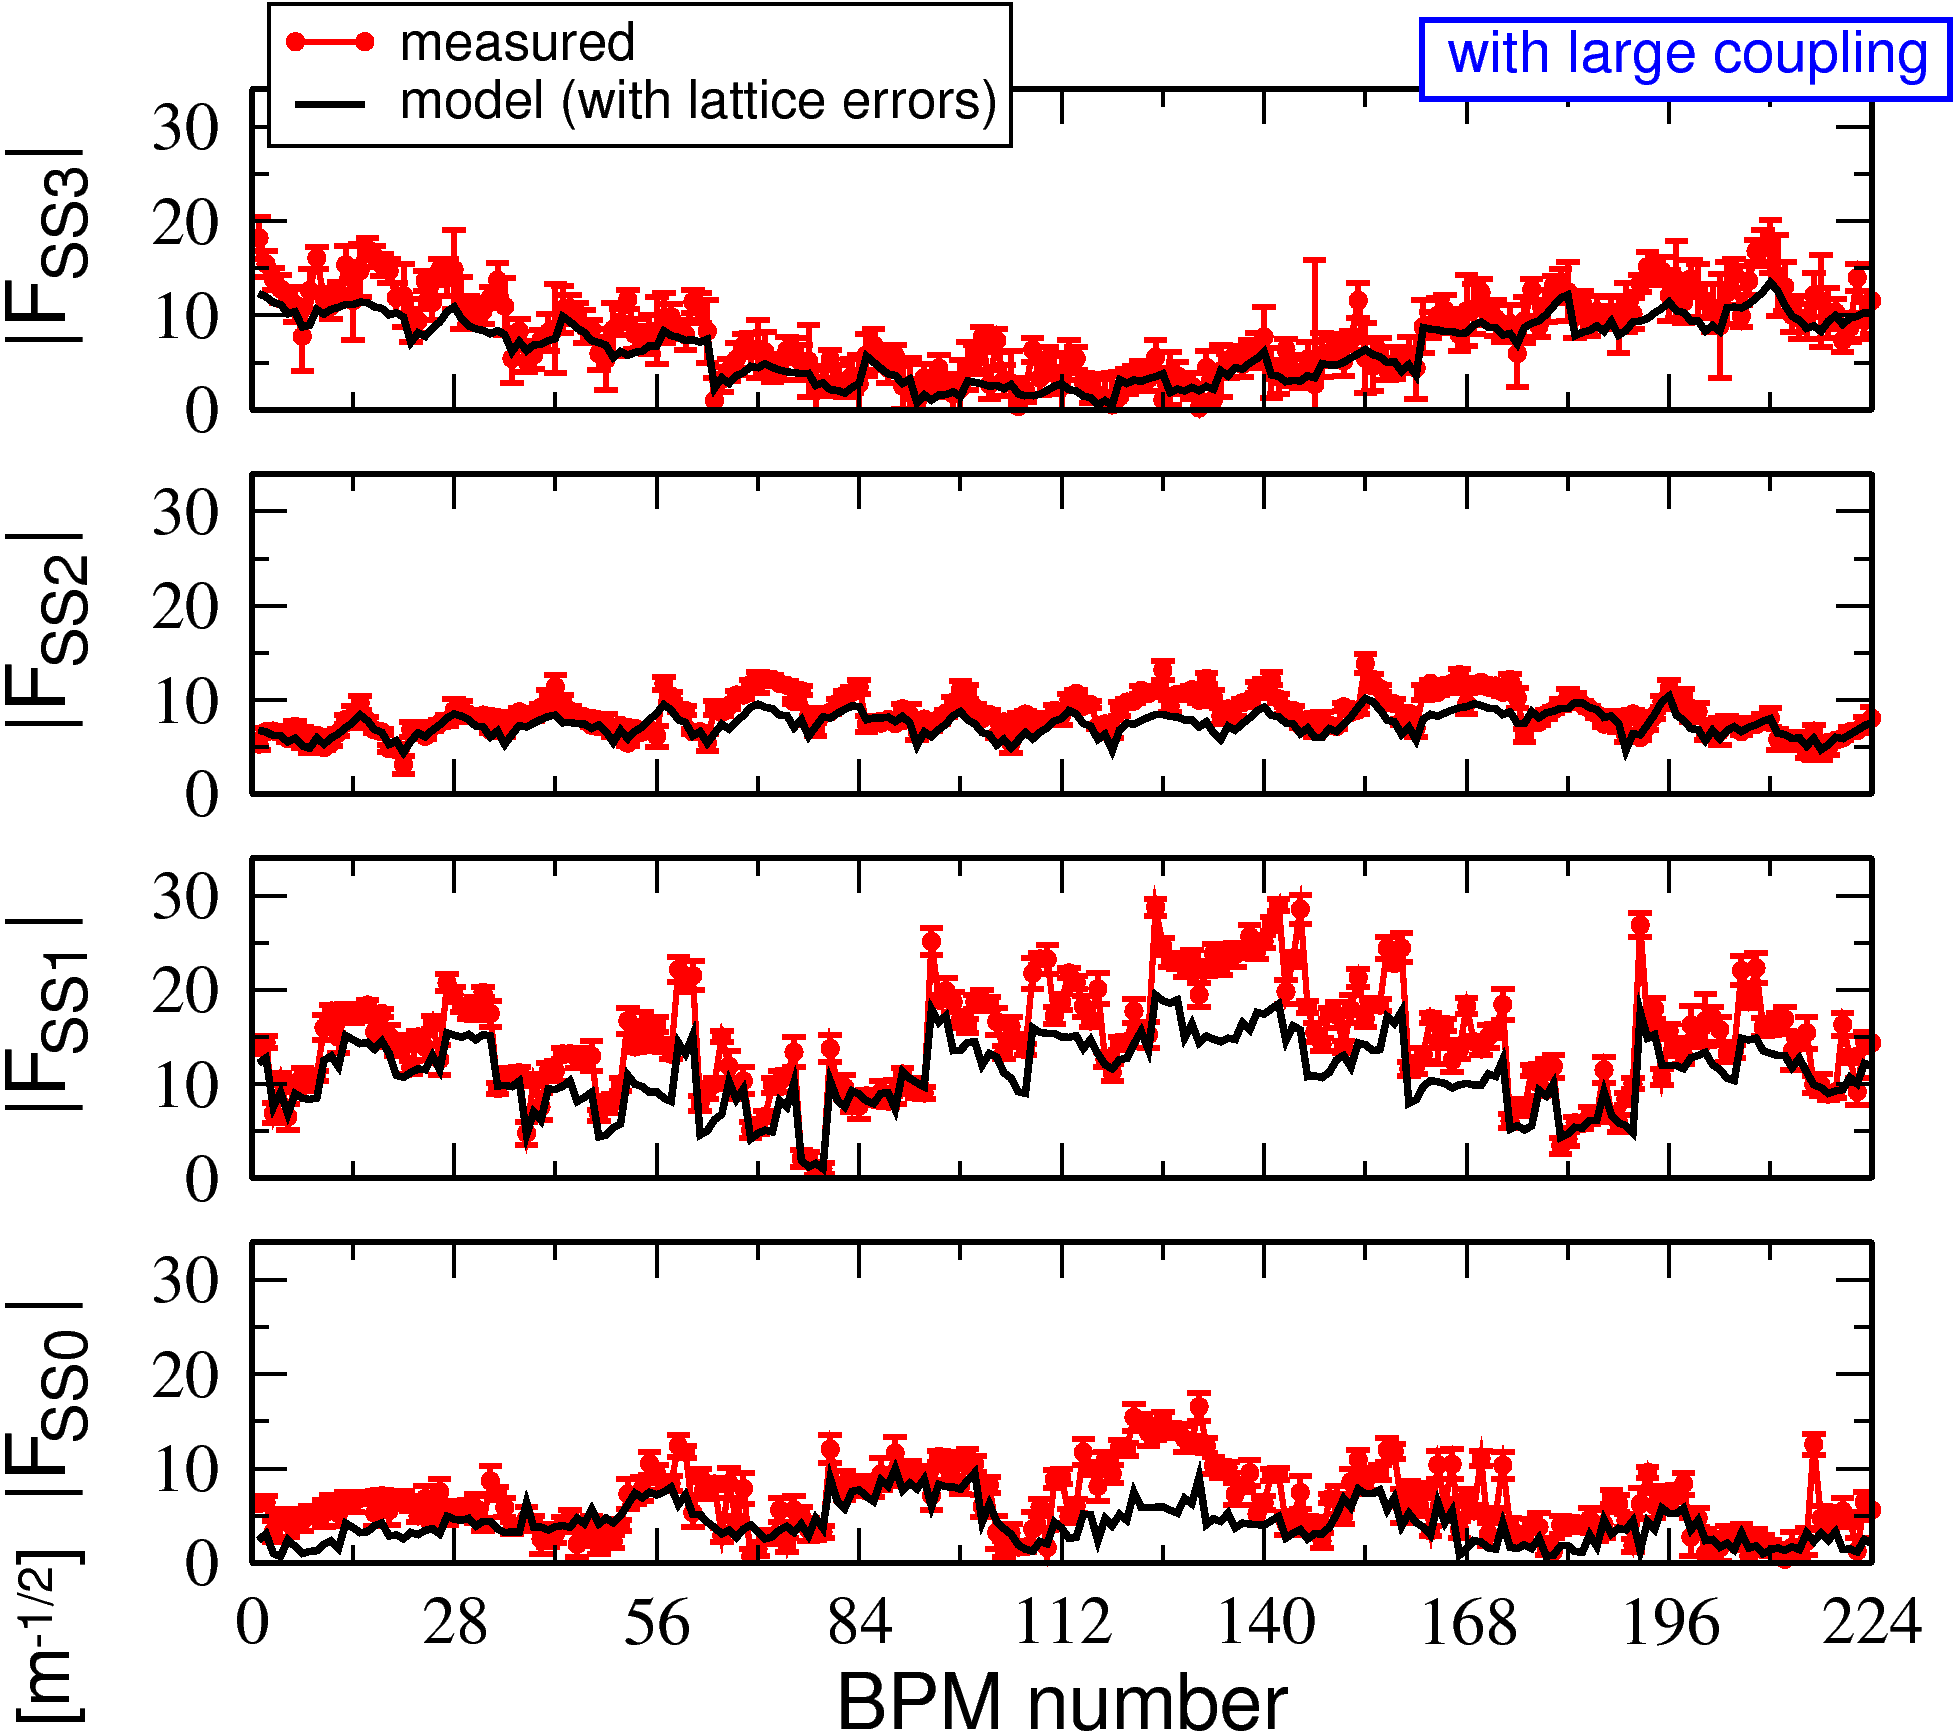 measured
model (with lattice errors)
with large coupling
|F_SS3|
30
20
10
0
|F_SS2|
30
20
10
0
|F_SS1|
30
20
10
0
|F_SS0|
30
20
10
0
[m^-1/2]
0 28 56 84 112 140 168 196 224
BPM number